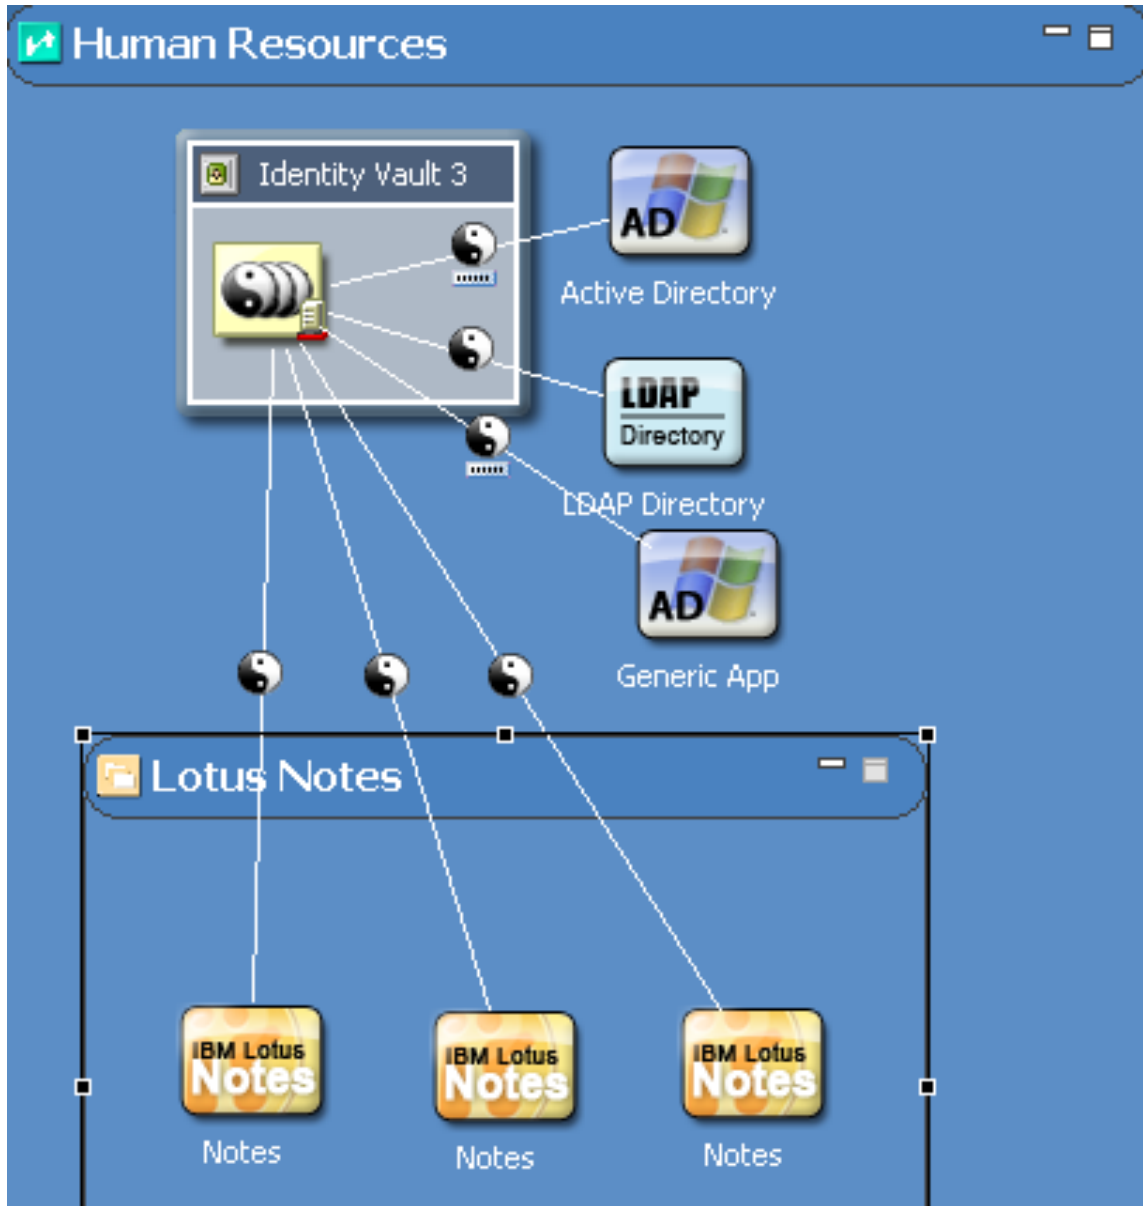 Human Resources
Identity Vault 3
AD
Active Directory
LDAP
Directory
LDAP Directory
AD
Generic App
Lotus Notes
IBM Lotus
Notes
Notes
IBM Lotus
Notes
Notes
IBM Lotus
Notes
Notes